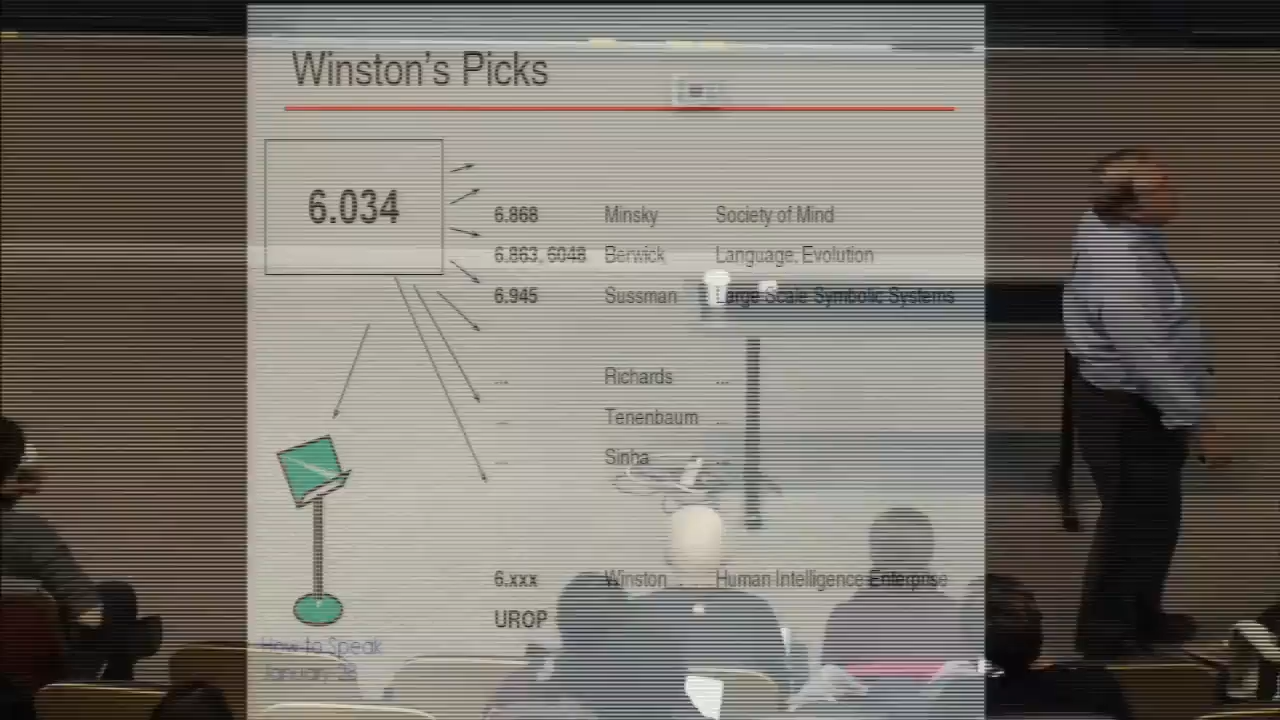 Winston's Picks
6.034
6.868 Minsky Society of Mind
6.863, 6048 Berwick Language, Evolution
6.945 Sussman Large Scale Symbolic Systems
... Richards ...
... Tenenbaum ...
... Sinha ...
6.xxx Winston Human Intelligence Enterprise
UROP
How to Speak
January 28